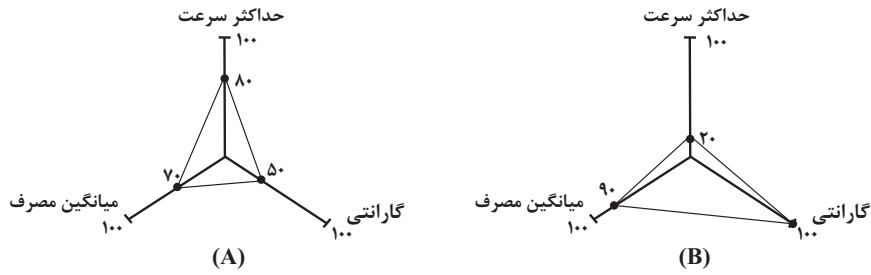 حداکثر سرعت
۱۰۰
۸۰
۷۰
۵۰
میانگین مصرف
۱۰۰
گارانتی
۱۰۰
(A)
حداکثر سرعت
۱۰۰
۲۰
۹۰
میانگین مصرف
۱۰۰
گارانتی
۱۰۰
(B)